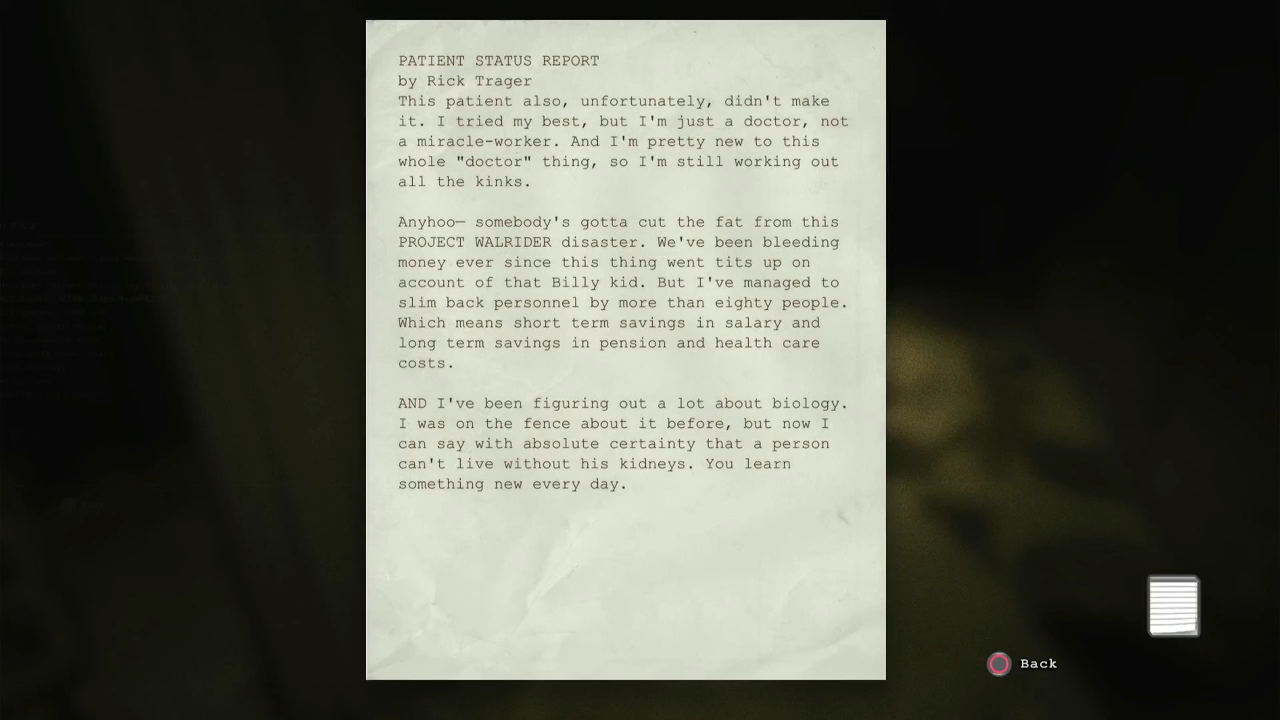 PATIENT STATUS REPORT
by Rick Trager
This patient also, unfortunately, didn't make
it. I tried my best, but I'm just a doctor, not
a miracle-worker. And I'm pretty new to this
whole "doctor" thing, so I'm still working out
all the kinks.
Anyhoo— somebody's gotta cut the fat from this
PROJECT WALRIDER disaster. We've been bleeding
money ever since this thing went tits up on
account of that Billy kid. But I've managed to
slim back personnel by more than eighty people.
Which means short term savings in salary and
long term savings in pension and health care
costs.
AND I've been figuring out a lot about biology.
I was on the fence about it before, but now I
can say with absolute certainty that a person
can't live without his kidneys. You learn
something new every day.
Back